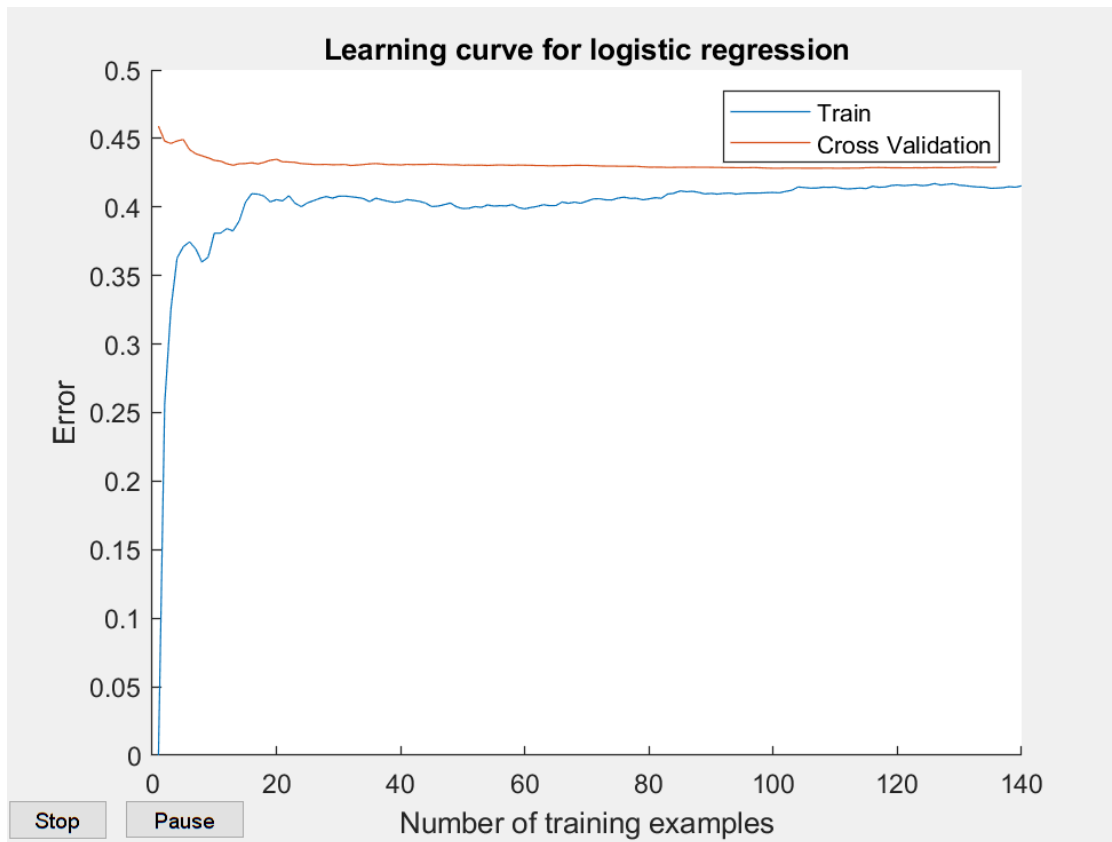 Learning curve for logistic regression
Train
Cross Validation
0.5
0.45
0.4
0.35
0.3
0.25
0.2
0.15
0.1
0.05
0
Error
0 20 40 60 80 100 120 140
Number of training examples
Stop Pause